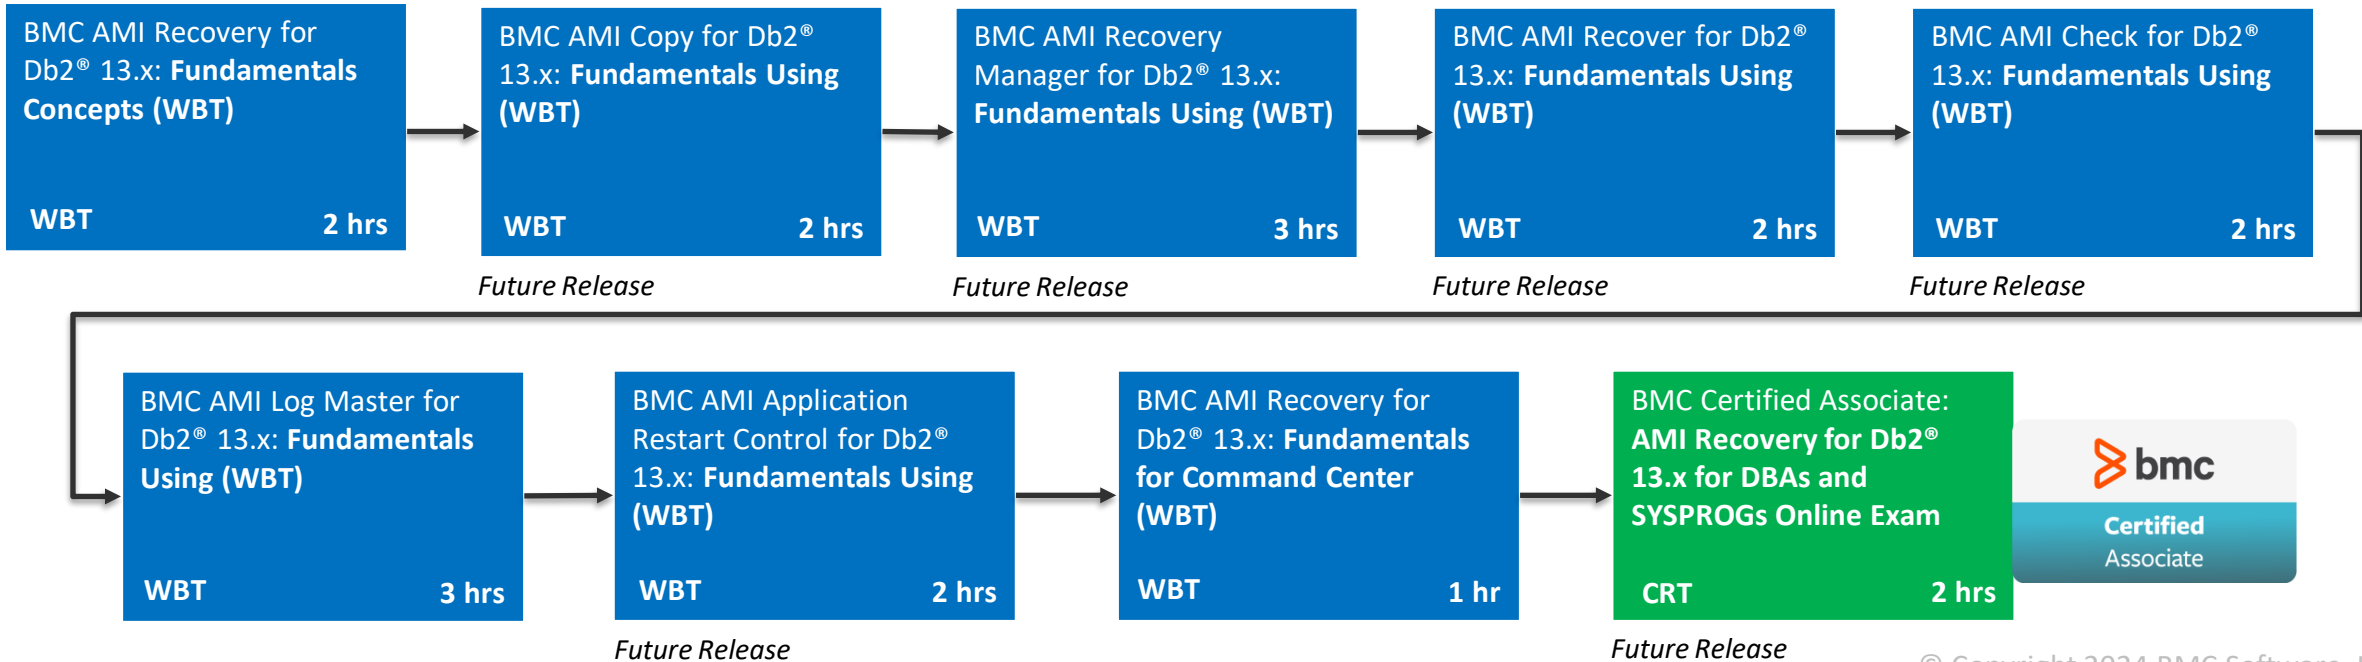 BMC AMI Recovery for
Db2® 13.x: Fundamentals
Concepts (WBT)
WBT 2 hrs
BMC AMI Copy for Db2®
13.x: Fundamentals Using
(WBT)
WBT 2 hrs
Future Release
BMC AMI Recovery
Manager for Db2® 13.x:
Fundamentals Using (WBT)
WBT 3 hrs
Future Release
BMC AMI Recover for Db2®
13.x: Fundamentals Using
(WBT)
WBT 2 hrs
Future Release
BMC AMI Check for Db2®
13.x: Fundamentals Using
(WBT)
WBT 2 hrs
Future Release
BMC AMI Log Master for
Db2® 13.x: Fundamentals
Using (WBT)
WBT 3 hrs
BMC AMI Application
Restart Control for Db2®
13.x: Fundamentals Using
(WBT)
WBT 2 hrs
Future Release
BMC AMI Recovery for
Db2® 13.x: Fundamentals
for Command Center
(WBT)
WBT 1 hr
BMC Certified Associate:
AMI Recovery for Db2®
13.x for DBAs and
SYSPROGs Online Exam
CRT 2 hrs
Future Release
bmc
Certified
Associate
© Copyright 2024 BMC Software, I